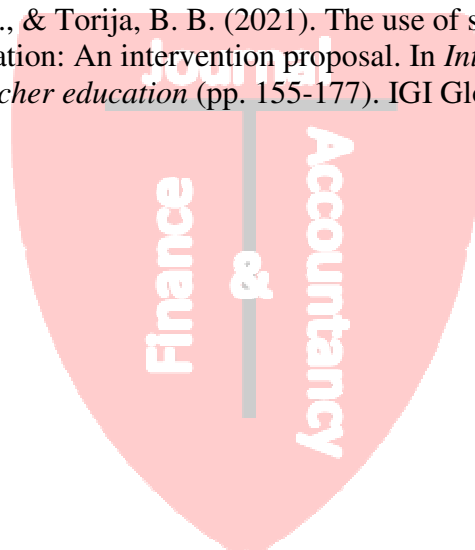 ., & Torija, B. B. (2021). The use of s
ation: An intervention proposal. In Int
cher education (pp. 155-177). IGI Glo
Journal
Finance
&
Accountancy